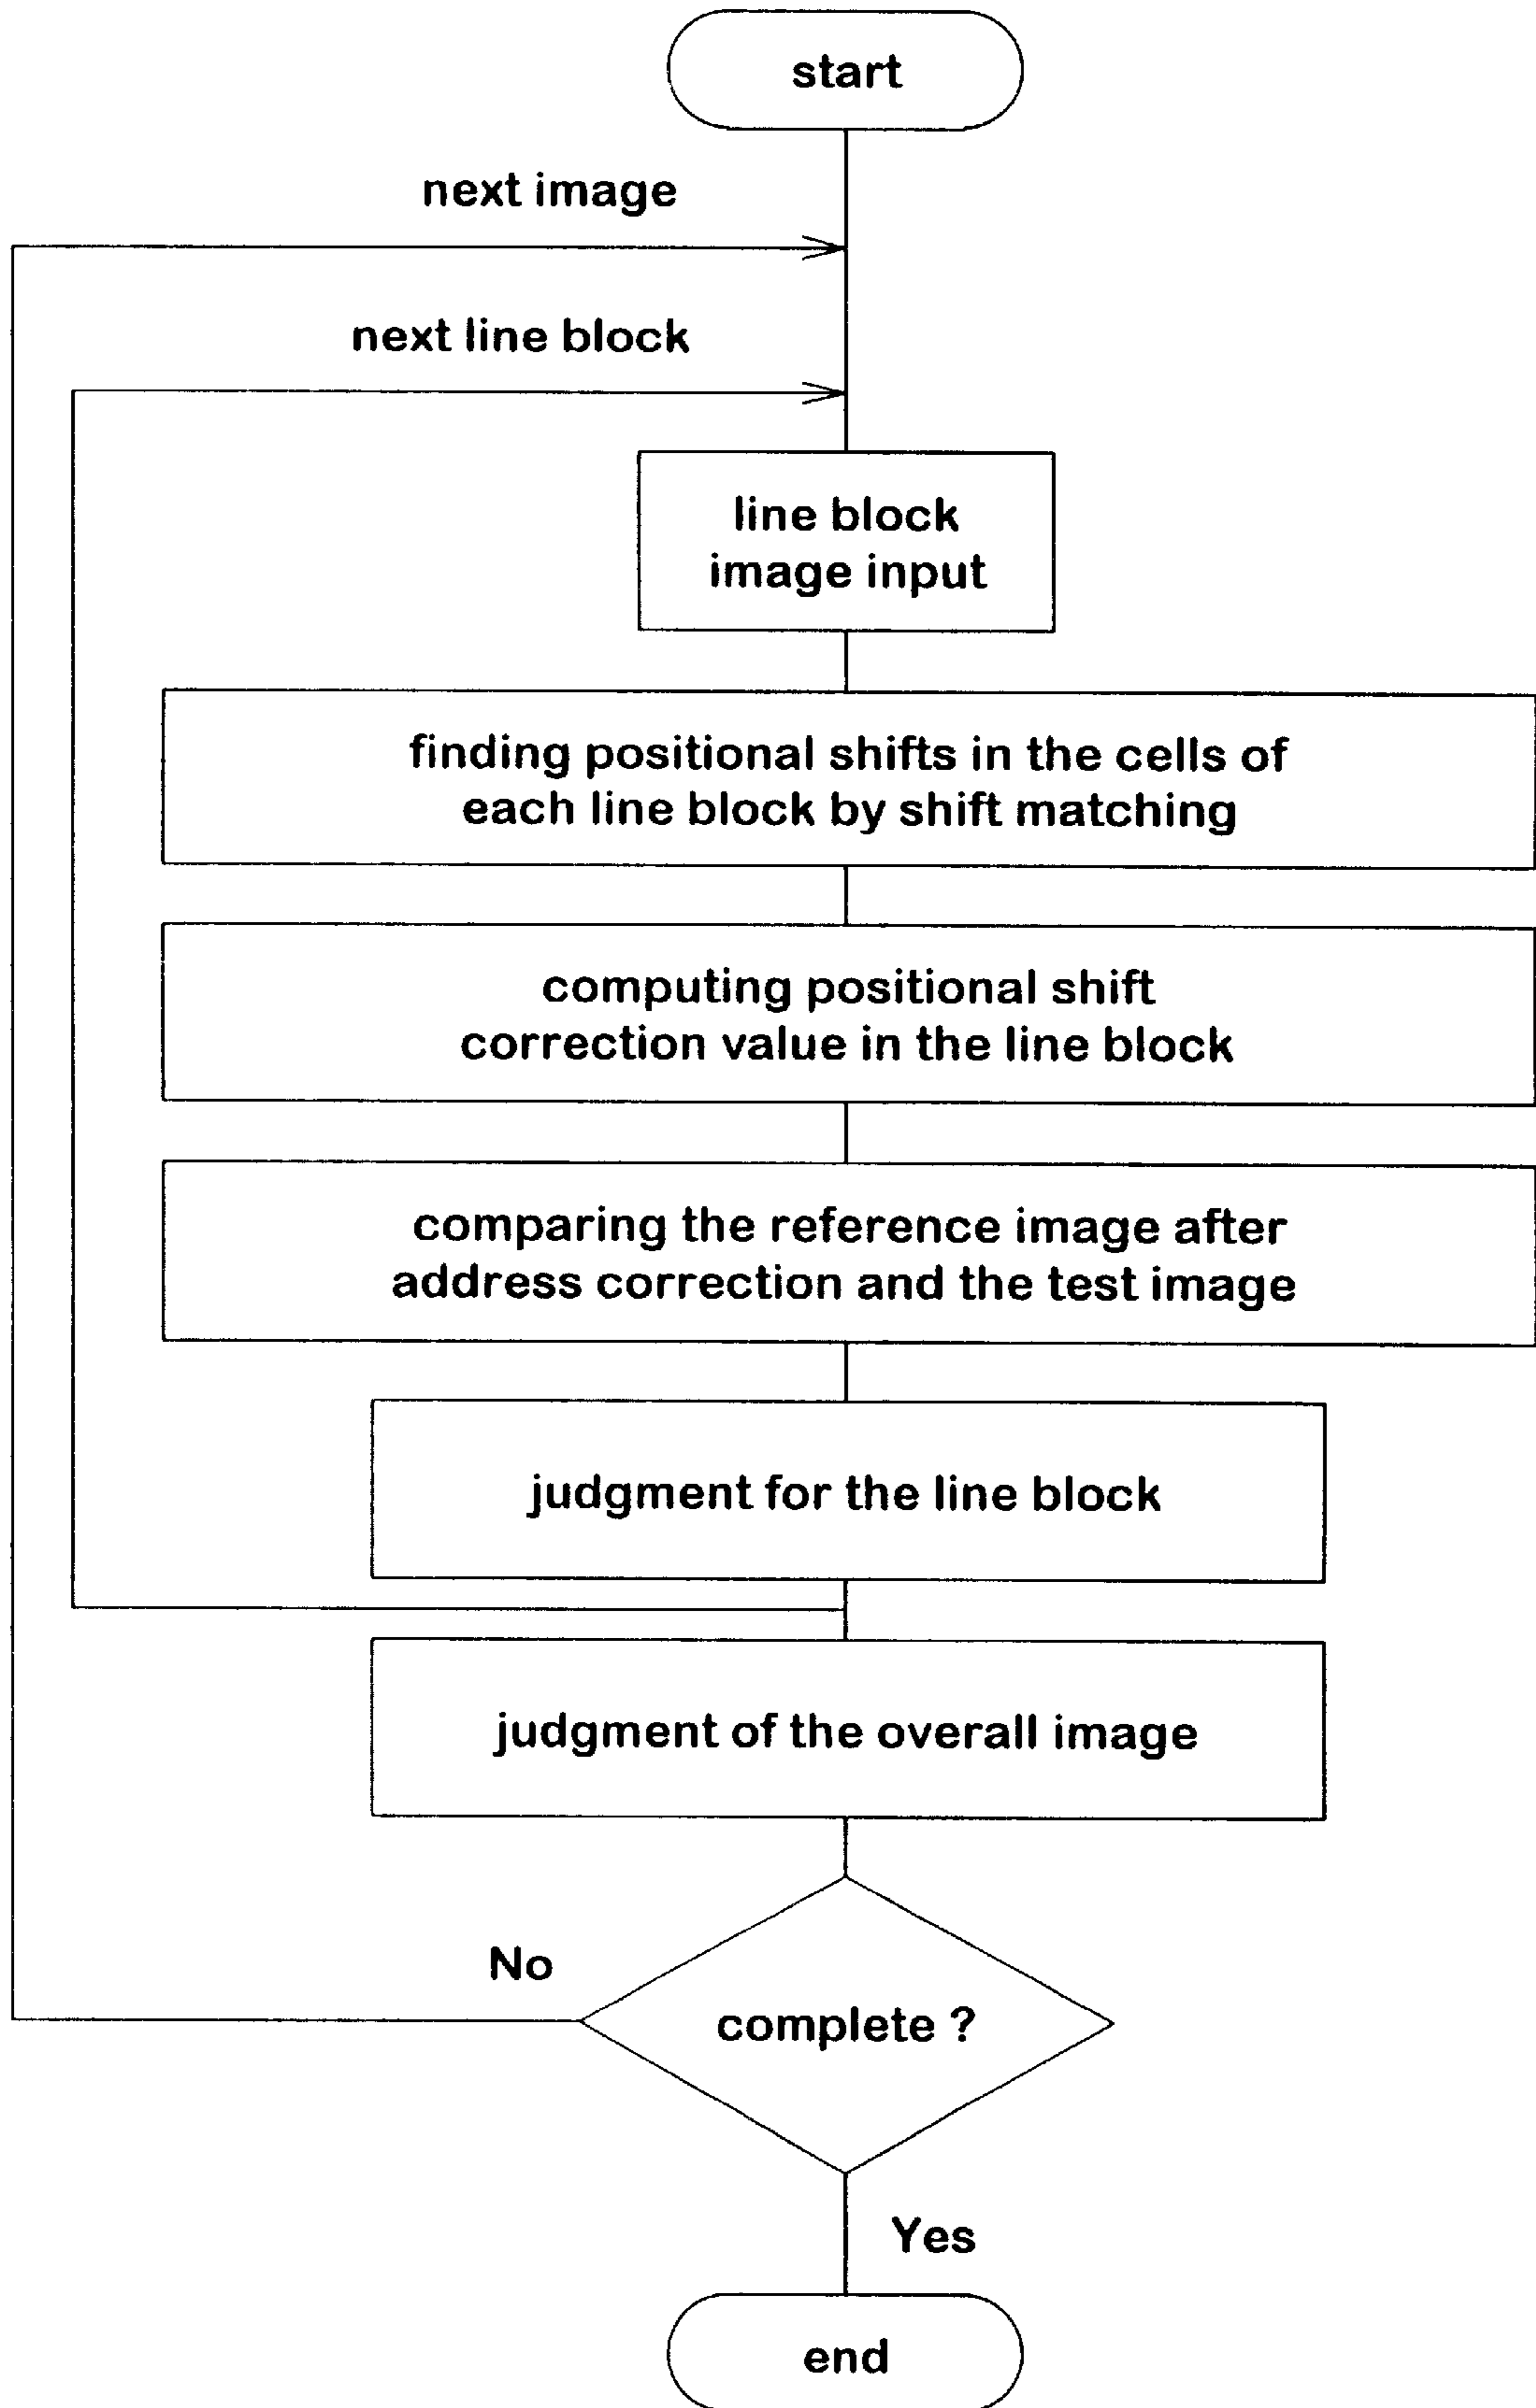 start
next image
next line block
line block
image input
finding positional shifts in the cells of
each line block by shift matching
computing positional shift
correction value in the line block
comparing the reference image after
address correction and the test image
judgment for the line block
judgment of the overall image
No
complete ?
Yes
end